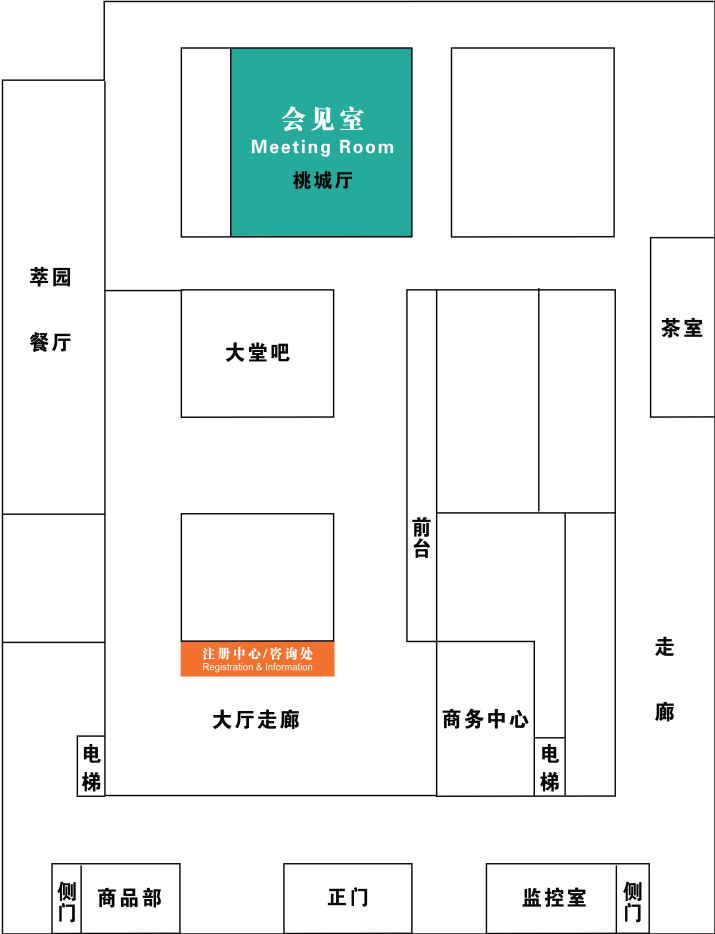 会见室
Meeting Room
桃城厅
萃园
餐厅
茶室
大堂吧
前台
注册中心/咨询处
Registration & Information
走廊
大厅走廊
商务中心
电梯
电梯
侧门
商品部
正门
监控室
侧门